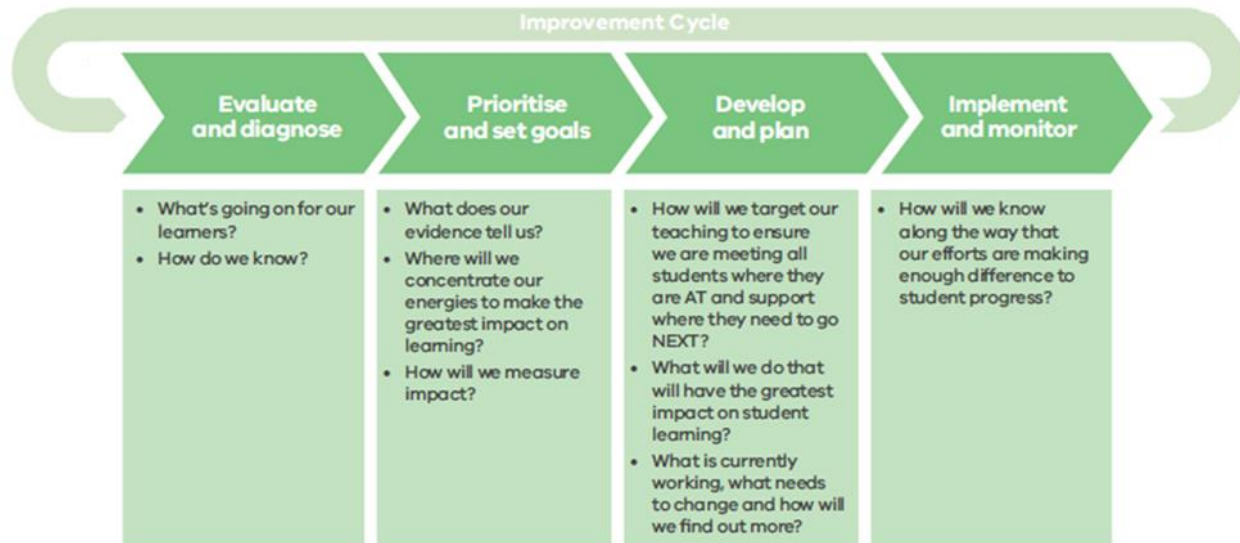 Improvement Cycle
Evaluate
and diagnose
Prioritise
and set goals
Develop
and plan
Implement
and monitor
• What's going on for our
learners?
• How do we know?
• What does our
evidence tell us?
• Where will we
concentrate our
energies to make the
greatest impact on
learning?
• How will we measure
impact?
• How will we target our
teaching to ensure
we are meeting all
students where they
are AT and support
where they need to go
NEXT?
• What will we do that
will have the greatest
impact on student
learning?
• What is currently
working, what needs
to change and how will
we find out more?
• How will we know
along the way that
our efforts are making
enough difference to
student progress?